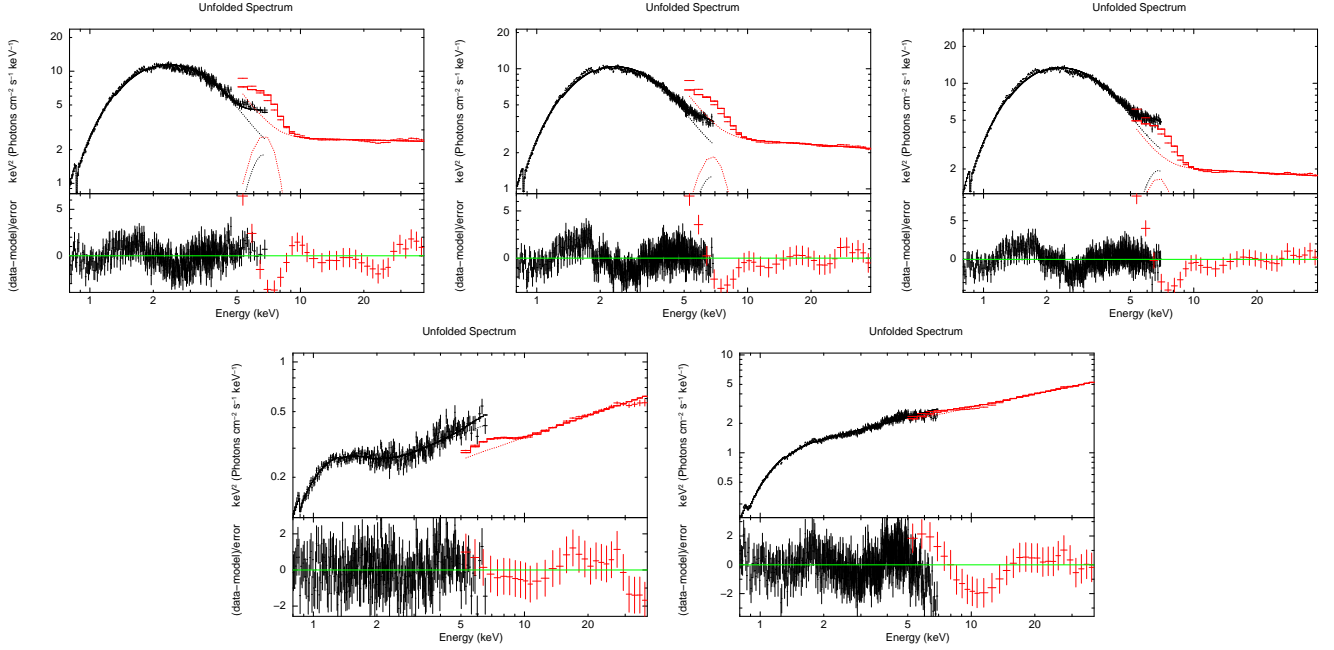 Unfolded Spectrum
Unfolded Spectrum
Unfolded Spectrum
20
10
5
2
1
keV² (Photons cm⁻² s⁻¹ keV⁻¹)
5
0
(data−model)/error
1 2 5 10 20
Energy (keV)
20
10
5
2
1
keV² (Photons cm⁻² s⁻¹ keV⁻¹)
5
0
(data−model)/error
1 2 5 10 20
Energy (keV)
20
10
5
2
keV² (Photons cm⁻² s⁻¹ keV⁻¹)
5
0
(data−model)/error
1 2 5 10 20
Energy (keV)
Unfolded Spectrum
Unfolded Spectrum
1
0.5
0.2
keV² (Photons cm⁻² s⁻¹ keV⁻¹)
2
0
−2
(data−model)/error
1 2 5 10 20
Energy (keV)
5
2
1
0.5
keV² (Photons cm⁻² s⁻¹ keV⁻¹)
2
0
−2
(data−model)/error
1 2 5 10 20
Energy (keV)